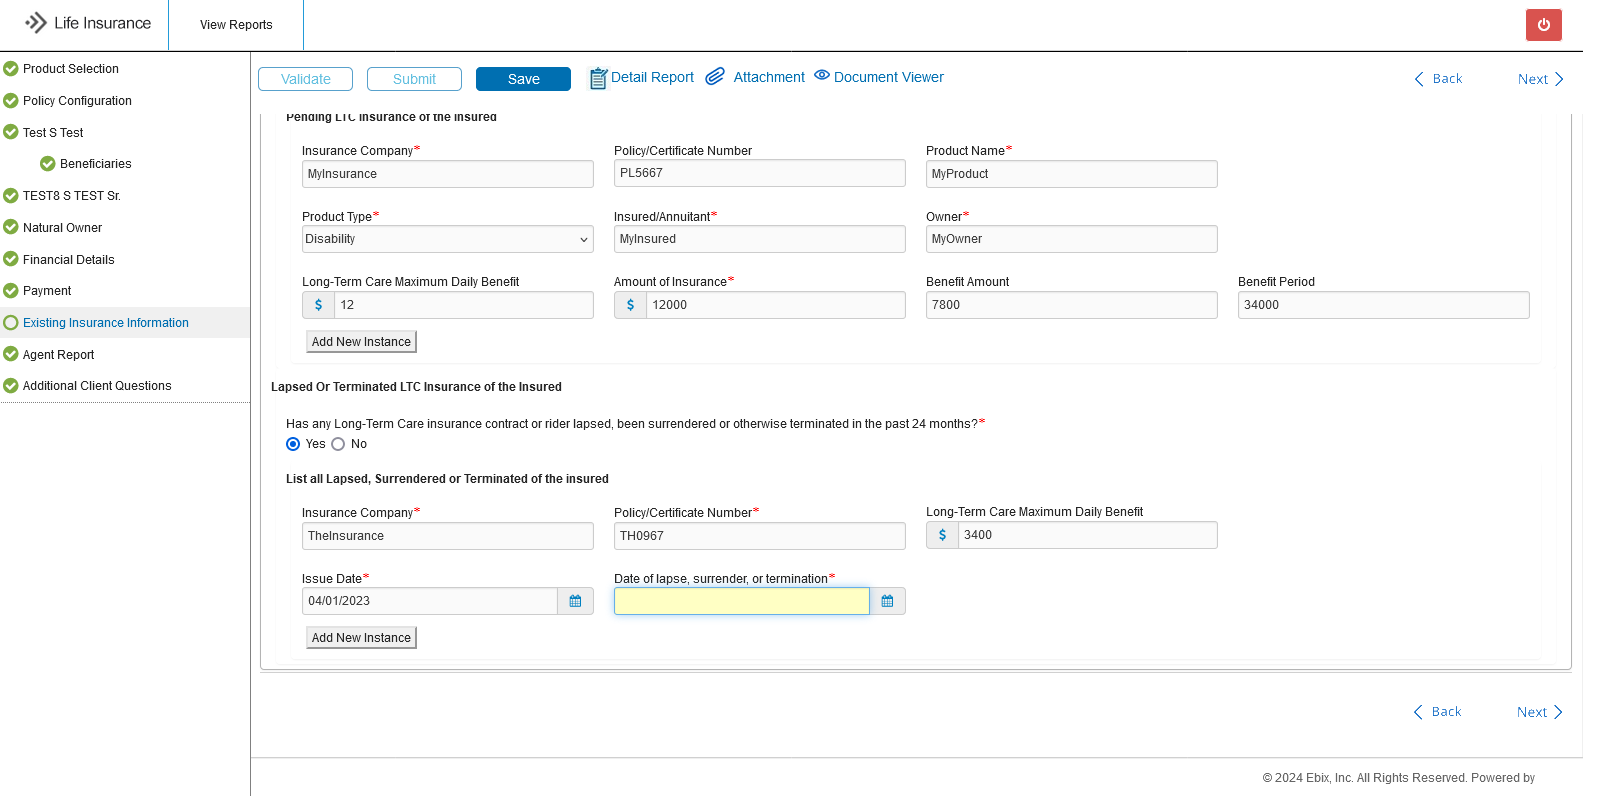 Life Insurance
View Reports
Product Selection
Policy Configuration
Test S Test
Beneficiaries
TEST8 S TEST Sr.
Natural Owner
Financial Details
Payment
Existing Insurance Information
Agent Report
Additional Client Questions
Validate Submit Save Detail Report Attachment Document Viewer Back Next
Pending LTC Insurance of the Insured
Insurance Company* Policy/Certificate Number Product Name*
MyInsurance PL5667 MyProduct
Product Type* Insured/Annuitant* Owner*
Disability MyInsured MyOwner
Long-Term Care Maximum Daily Benefit Amount of Insurance* Benefit Amount Benefit Period
$ 12 $ 12000 7800 34000
Add New Instance
Lapsed Or Terminated LTC Insurance of the Insured
Has any Long-Term Care insurance contract or rider lapsed, been surrendered or otherwise terminated in the past 24 months?*
Yes No
List all Lapsed, Surrendered or Terminated of the insured
Insurance Company* Policy/Certificate Number* Long-Term Care Maximum Daily Benefit
TheInsurance TH0967 $ 3400
Issue Date* Date of lapse, surrender, or termination*
04/01/2023
Add New Instance
Back Next
© 2024 Ebix, Inc. All Rights Reserved. Powered by